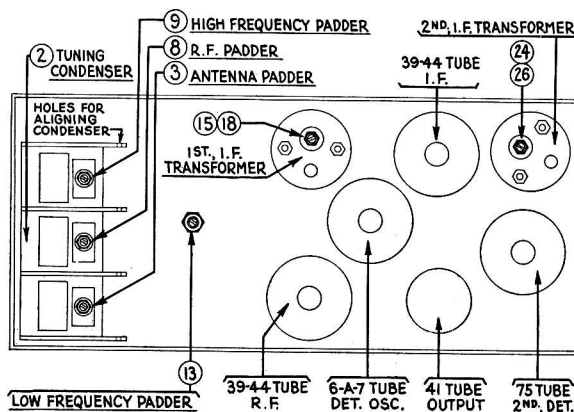 9 HIGH FREQUENCY PADDER
8 R.F. PADDER
3 ANTENNA PADDER
2 TUNING
CONDENSER
HOLES FOR
ALIGNING
CONDENSER
15 18
1ST, I.F.
TRANSFORMER
39-44 TUBE
I.F.
2ND, I.F. TRANSFORMER
24
26
13
LOW FREQUENCY PADDER
39-44 TUBE
R.F.
6-A-7 TUBE
DET. OSC.
41 TUBE
OUTPUT
75 TUBE
2ND. DET.